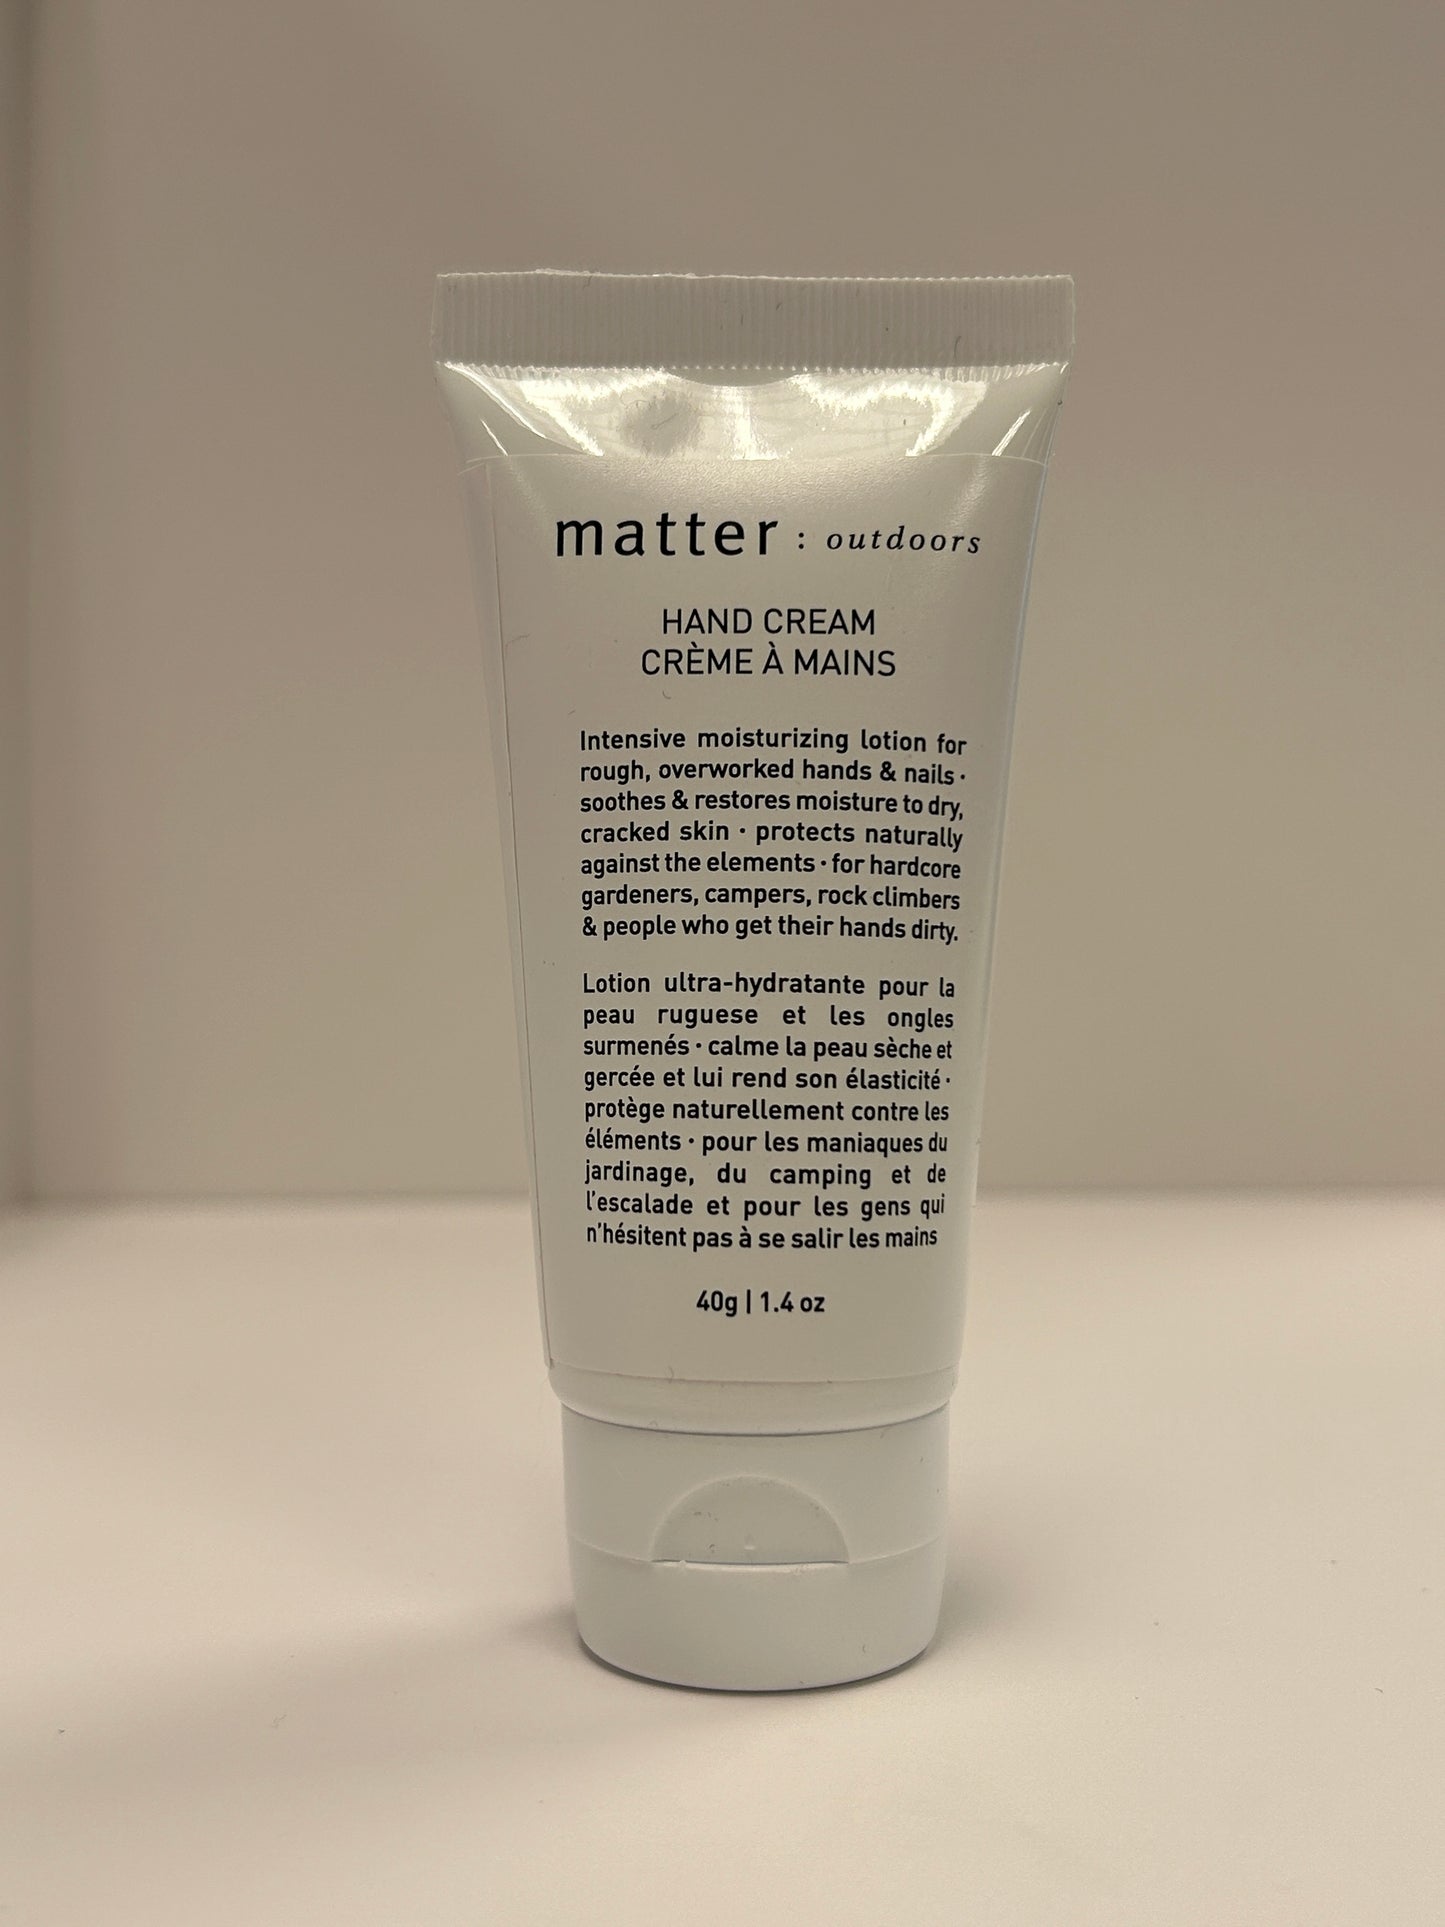 matter : outdoors
HAND CREAM
CRÈME À MAINS
Intensive moisturizing lotion for
rough, overworked hands & nails ·
soothes & restores moisture to dry,
cracked skin · protects naturally
against the elements · for hardcore
gardeners, campers, rock climbers
& people who get their hands dirty.
Lotion ultra-hydratante pour la
peau ruguese et les ongles
surmenés · calme la peau sèche et
gercée et lui rend son élasticité ·
protège naturellement contre les
éléments · pour les maniaques du
jardinage, du camping et de
l'escalade et pour les gens qui
n'hésitent pas à se salir les mains
40g | 1.4 oz